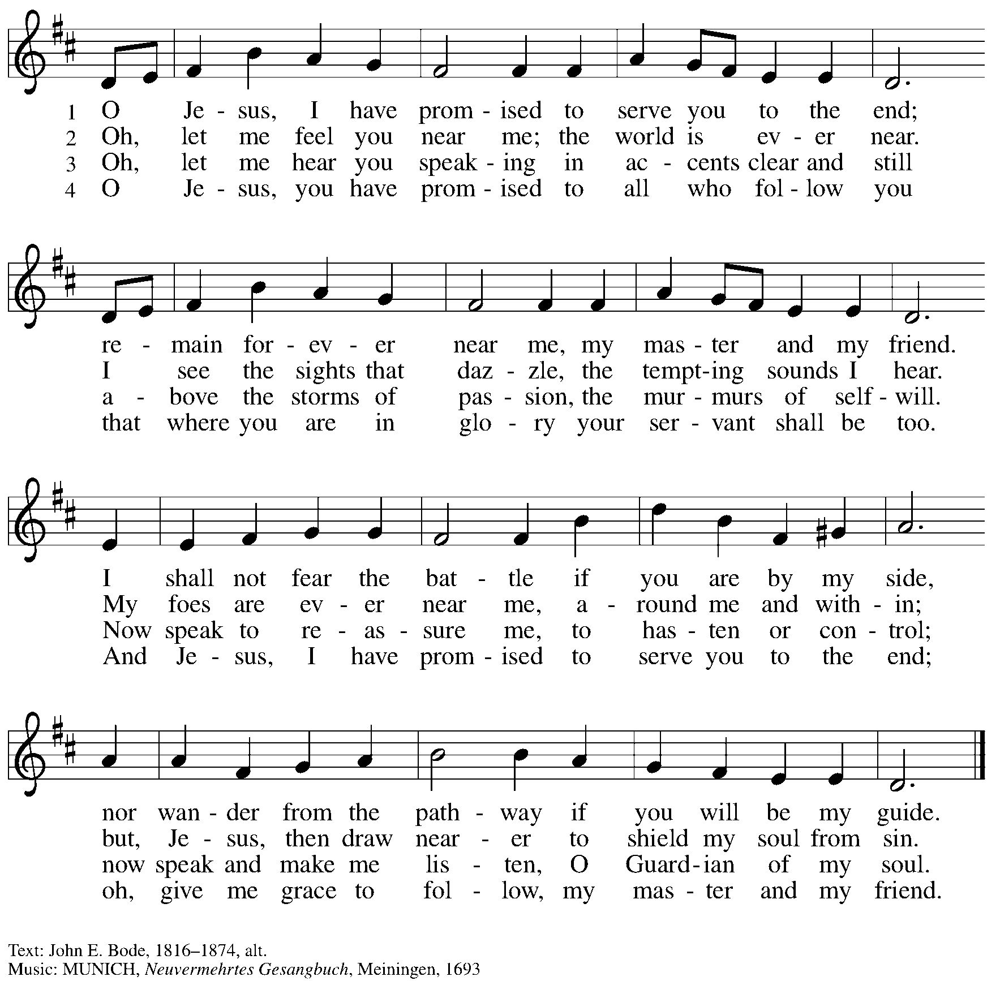 1 O Je - sus, I have prom - ised to serve you to the end;
2 Oh, let me feel you near me; the world is ev - er near.
3 Oh, let me hear you speak - ing in ac - cents clear and still
4 O Je - sus, you have prom - ised to all who fol - low you
re - main for - ev - er near me, my mas - ter and my friend.
I see the sights that daz - zle, the tempt - ing sounds I hear.
a - bove the storms of pas - sion, the mur - murs of self - will.
that where you are in glo - ry your ser - vant shall be too.
I shall not fear the bat - tle if you are by my side,
My foes are ev - er near me, a - round me and with - in;
Now speak to re - as - sure me, to has - ten or con - trol;
And Je - sus, I have prom - ised to serve you to the end;
nor wan - der from the path - way if you will be my guide.
but, Je - sus, then draw near - er to shield my soul from sin.
now speak and make me lis - ten, O Guard - ian of my soul.
oh, give me grace to fol - low, my mas - ter and my friend.
Text: John E. Bode, 1816–1874, alt.
Music: MUNICH, Neuvermehrtes Gesangbuch, Meiningen, 1693